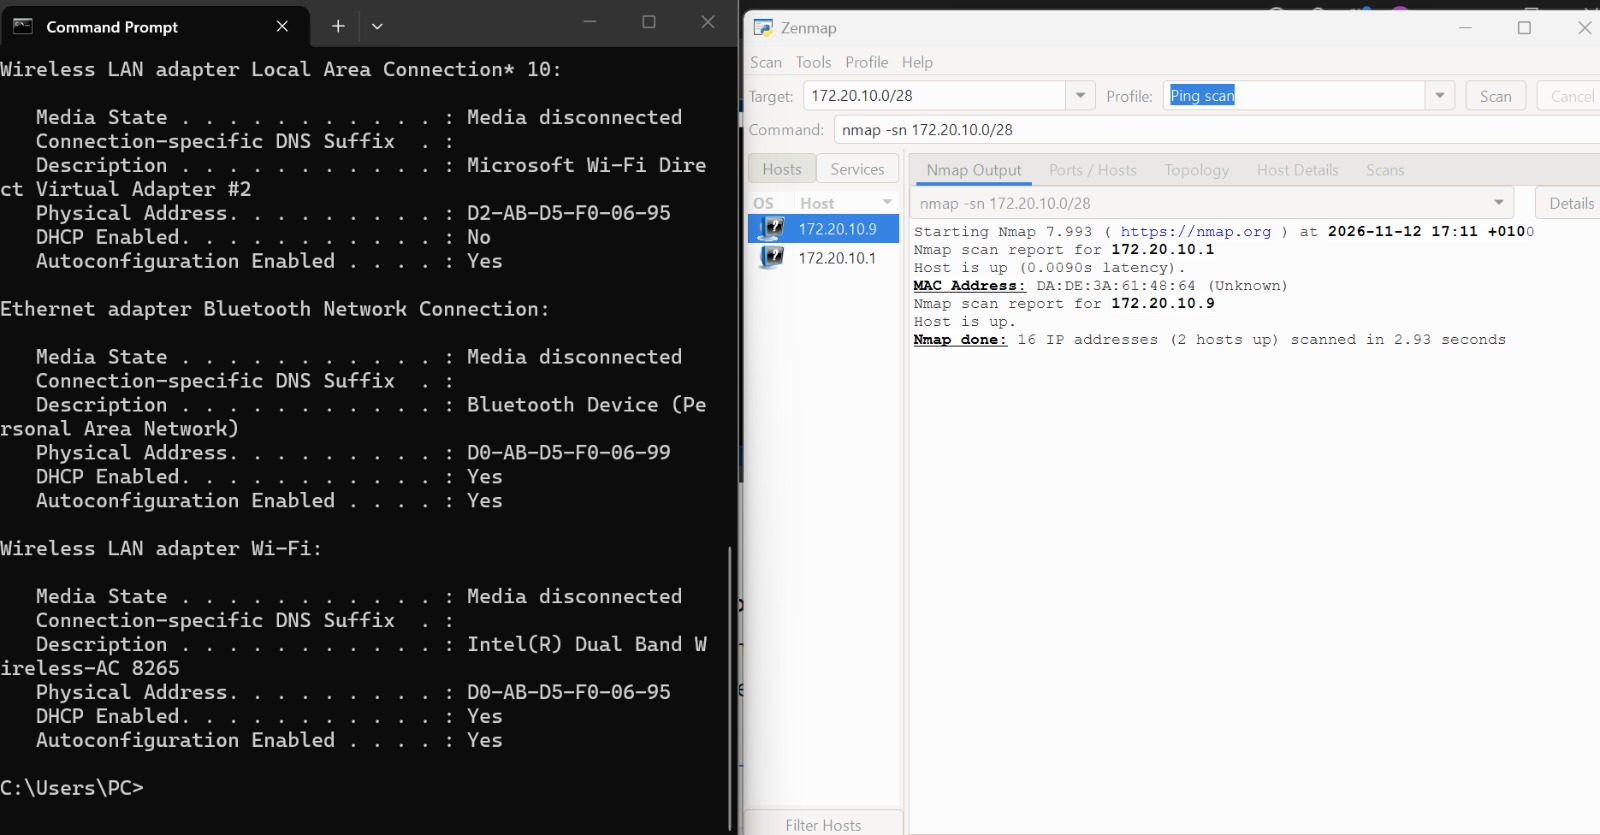 Command Prompt
Wireless LAN adapter Local Area Connection* 10:
Media State . . . . . . . . . . . : Media disconnected
Connection-specific DNS Suffix  . :
Description . . . . . . . . . . . : Microsoft Wi-Fi Dire
ct Virtual Adapter #2
Physical Address. . . . . . . . . : D2-AB-D5-F0-06-95
DHCP Enabled. . . . . . . . . . . : No
Autoconfiguration Enabled . . . . : Yes
Ethernet adapter Bluetooth Network Connection:
Media State . . . . . . . . . . . : Media disconnected
Connection-specific DNS Suffix  . :
Description . . . . . . . . . . . : Bluetooth Device (Pe
rsonal Area Network)
Physical Address. . . . . . . . . : D0-AB-D5-F0-06-99
DHCP Enabled. . . . . . . . . . . : Yes
Autoconfiguration Enabled . . . . : Yes
Wireless LAN adapter Wi-Fi:
Media State . . . . . . . . . . . : Media disconnected
Connection-specific DNS Suffix  . :
Description . . . . . . . . . . . : Intel(R) Dual Band W
ireless-AC 8265
Physical Address. . . . . . . . . : D0-AB-D5-F0-06-95
DHCP Enabled. . . . . . . . . . . : Yes
Autoconfiguration Enabled . . . . : Yes
C:\Users\PC>
Zenmap
Scan Tools Profile Help
Target: 172.20.10.0/28 Profile: Ping scan Scan Cancel
Command: nmap -sn 172.20.10.0/28
Hosts Services
OS Host
172.20.10.9
172.20.10.1
Filter Hosts
Nmap Output Ports / Hosts Topology Host Details Scans
nmap -sn 172.20.10.0/28 Details
Starting Nmap 7.993 ( https://nmap.org ) at 2026-11-12 17:11 +0100
Nmap scan report for 172.20.10.1
Host is up (0.0090s latency).
MAC Address: DA:DE:3A:61:48:64 (Unknown)
Nmap scan report for 172.20.10.9
Host is up.
Nmap done: 16 IP addresses (2 hosts up) scanned in 2.93 seconds